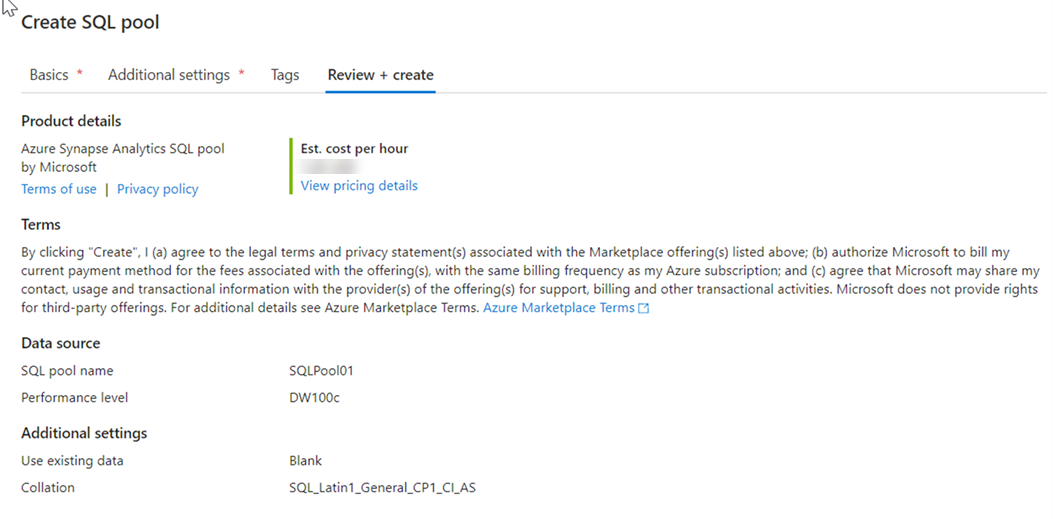 Create SQL pool
Basics * Additional settings * Tags Review + create
Product details
Azure Synapse Analytics SQL pool
by Microsoft
Terms of use | Privacy policy
Est. cost per hour
View pricing details
Terms
By clicking "Create", I (a) agree to the legal terms and privacy statement(s) associated with the Marketplace offering(s) listed above; (b) authorize Microsoft to bill my
current payment method for the fees associated with the offering(s), with the same billing frequency as my Azure subscription; and (c) agree that Microsoft may share my
contact, usage and transactional information with the provider(s) of the offering(s) for support, billing and other transactional activities. Microsoft does not provide rights
for third-party offerings. For additional details see Azure Marketplace Terms. Azure Marketplace Terms
Data source
SQL pool name SQLPool01
Performance level DW100c
Additional settings
Use existing data Blank
Collation SQL_Latin1_General_CP1_CI_AS